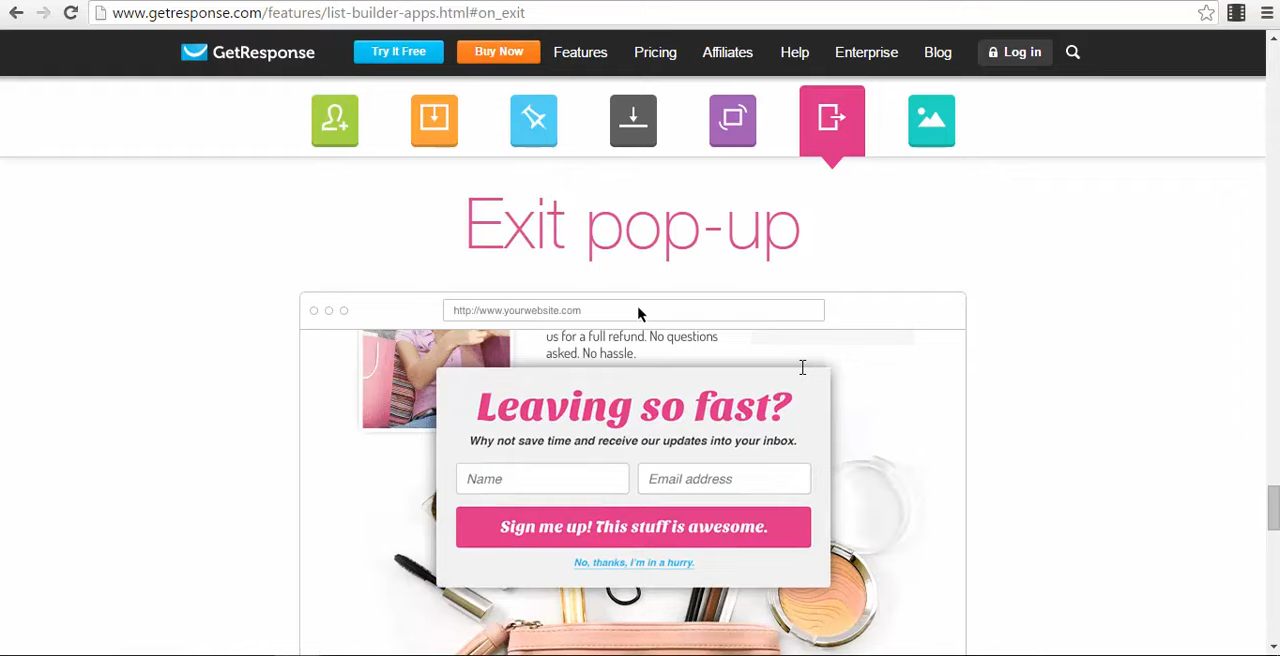 www.getresponse.com/features/list-builder-apps.html#on_exit
GetResponse Try It Free Buy Now Features Pricing Affiliates Help Enterprise Blog Log in
Exit pop-up
http://www.yourwebsite.com
us for a full refund. No questions
asked. No hassle.
Leaving so fast?
Why not save time and receive our updates into your inbox.
Name Email address
Sign me up! This stuff is awesome.
No, thanks, I'm in a hurry.